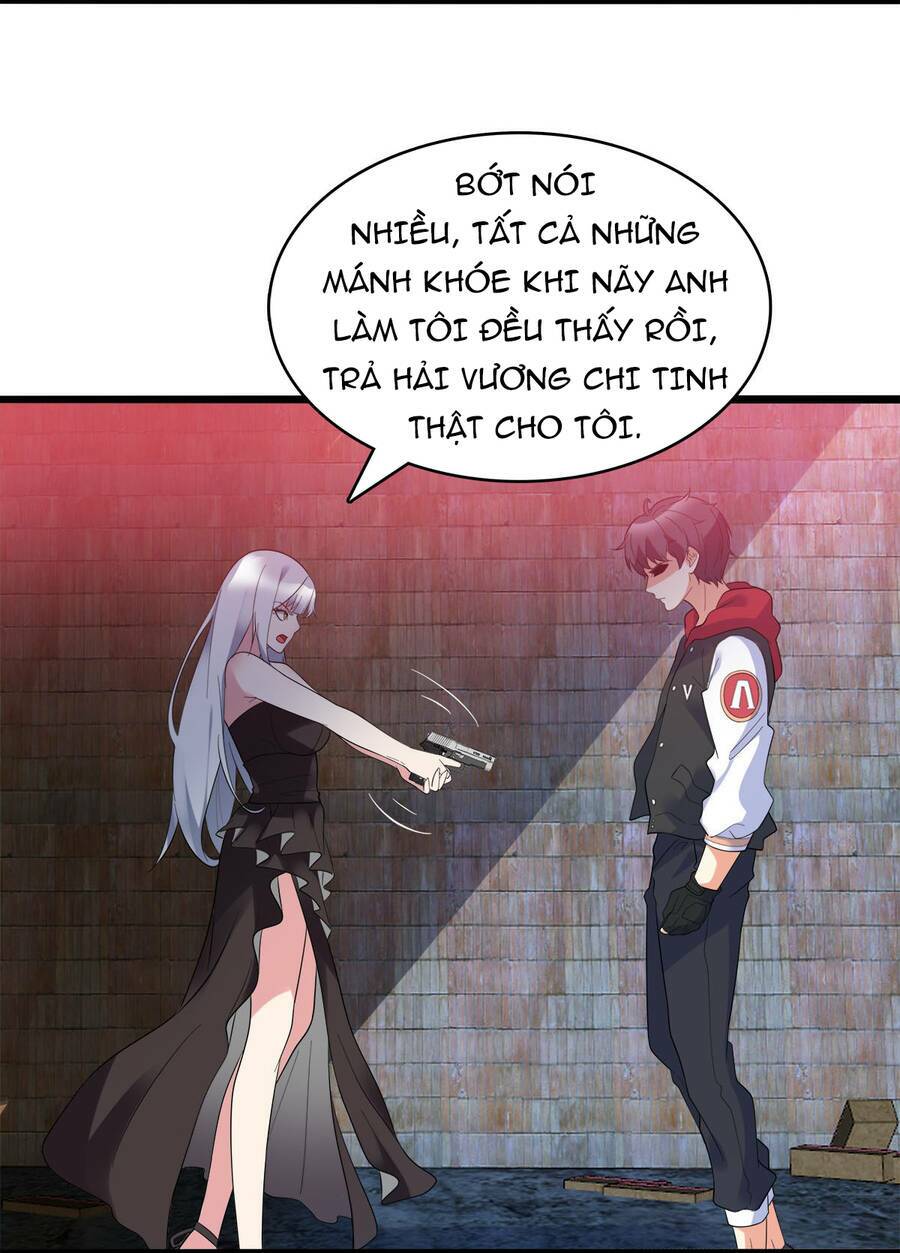 BỚT NÓI
NHIỀU, TẤT CẢ NHỮNG
MÁNH KHÓE KHI NÃY ANH
LÀM TÔI ĐỀU THẤY RỒI,
TRẢ HẢI VƯƠNG CHI TINH
THẬT CHO TÔI.
V